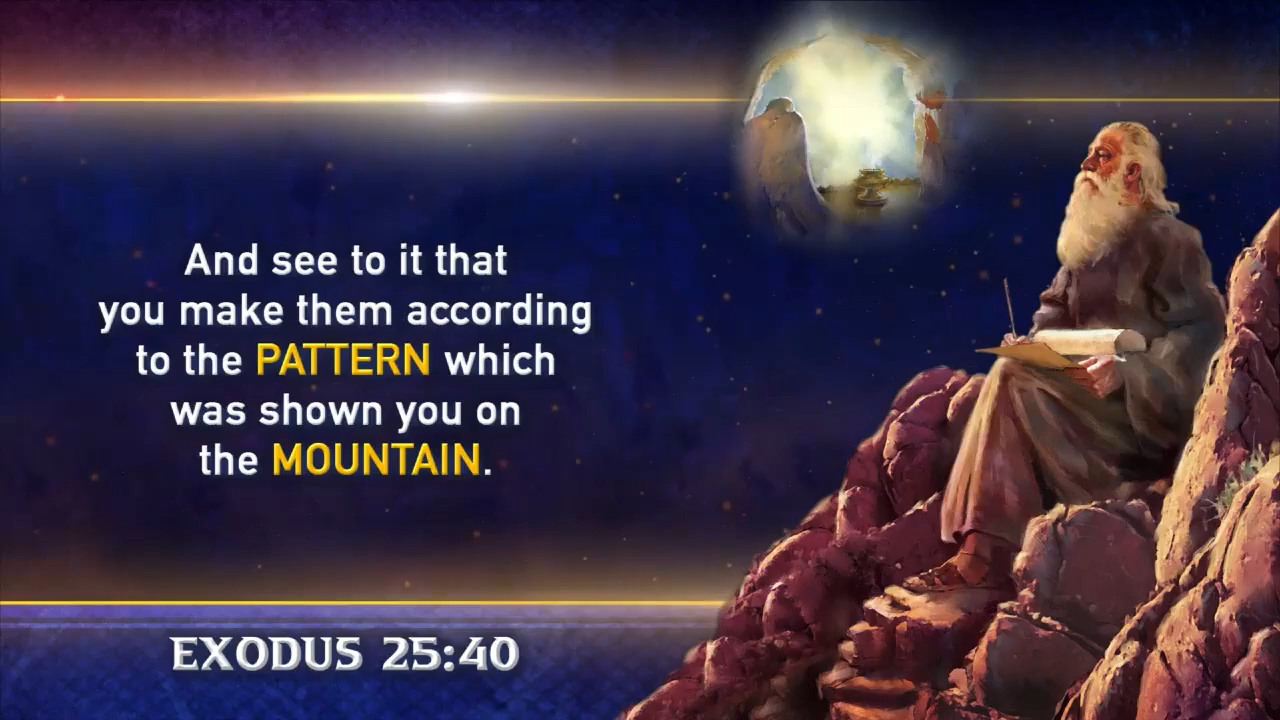 And see to it that
you make them according
to the PATTERN which
was shown you on
the MOUNTAIN.
EXODUS 25:40